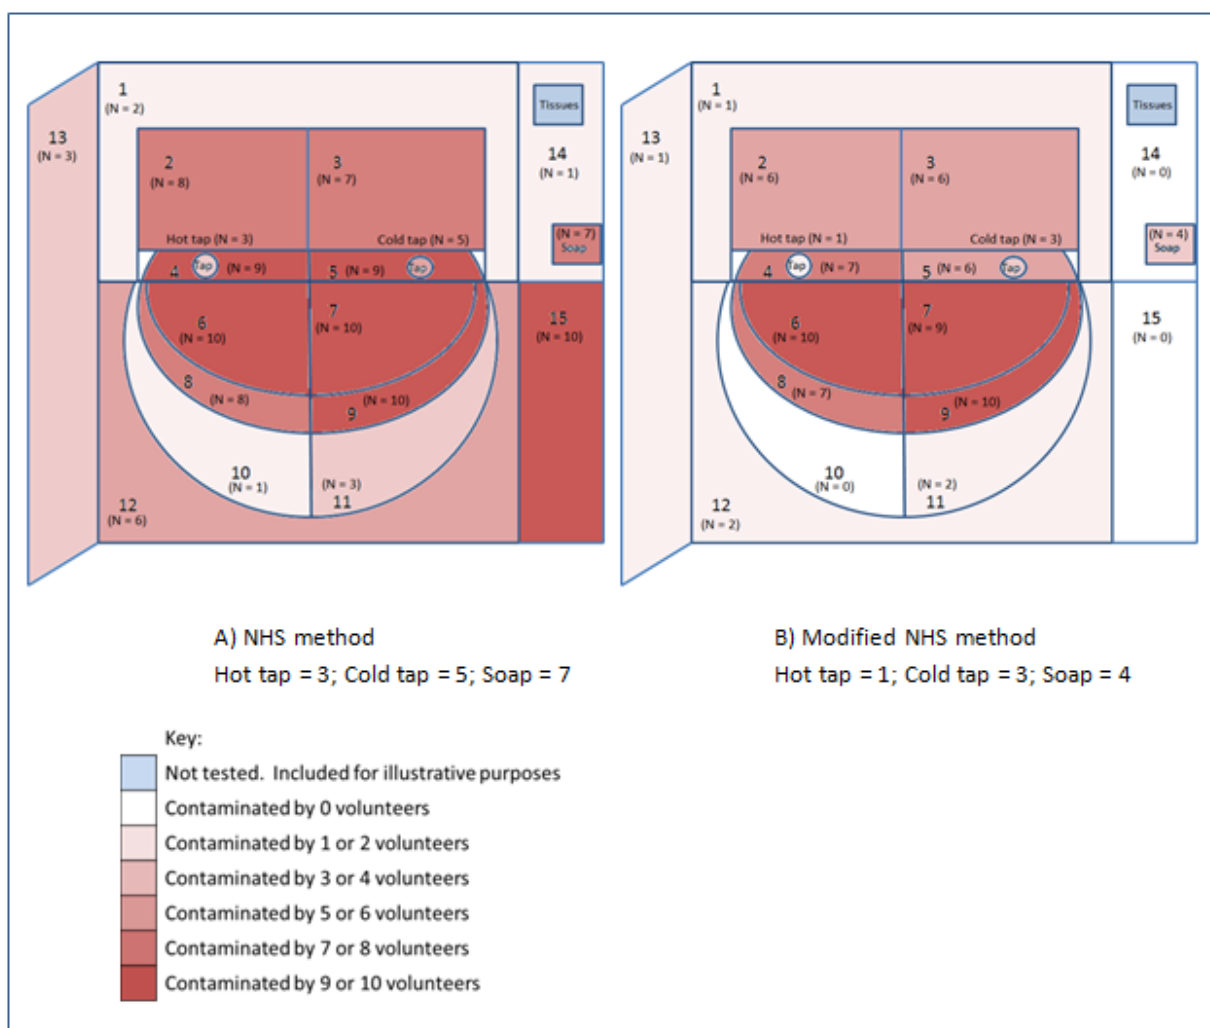 1
(N = 2)
13
(N = 3)
2
(N = 8)
3
(N = 7)
Tissues
14
(N = 1)
(N = 7)
Soap
Hot tap (N = 3)
Cold tap (N = 5)
4
Tap
(N = 9)
5
(N = 9)
Tap
6
(N = 10)
7
(N = 10)
15
(N = 10)
8
(N = 8)
9
(N = 10)
10
(N = 1)
(N = 3)
11
12
(N = 6)
A) NHS method
Hot tap = 3; Cold tap = 5; Soap = 7
1
(N = 1)
13
(N = 1)
2
(N = 6)
3
(N = 6)
Tissues
14
(N = 0)
(N = 4)
Soap
Hot tap (N = 1)
Cold tap (N = 3)
4
Tap
(N = 7)
5
(N = 6)
Tap
6
(N = 10)
7
(N = 9)
15
(N = 0)
8
(N = 7)
9
(N = 10)
10
(N = 0)
(N = 2)
11
12
(N = 2)
B) Modified NHS method
Hot tap = 1; Cold tap = 3; Soap = 4
Key:
Not tested. Included for illustrative purposes
Contaminated by 0 volunteers
Contaminated by 1 or 2 volunteers
Contaminated by 3 or 4 volunteers
Contaminated by 5 or 6 volunteers
Contaminated by 7 or 8 volunteers
Contaminated by 9 or 10 volunteers